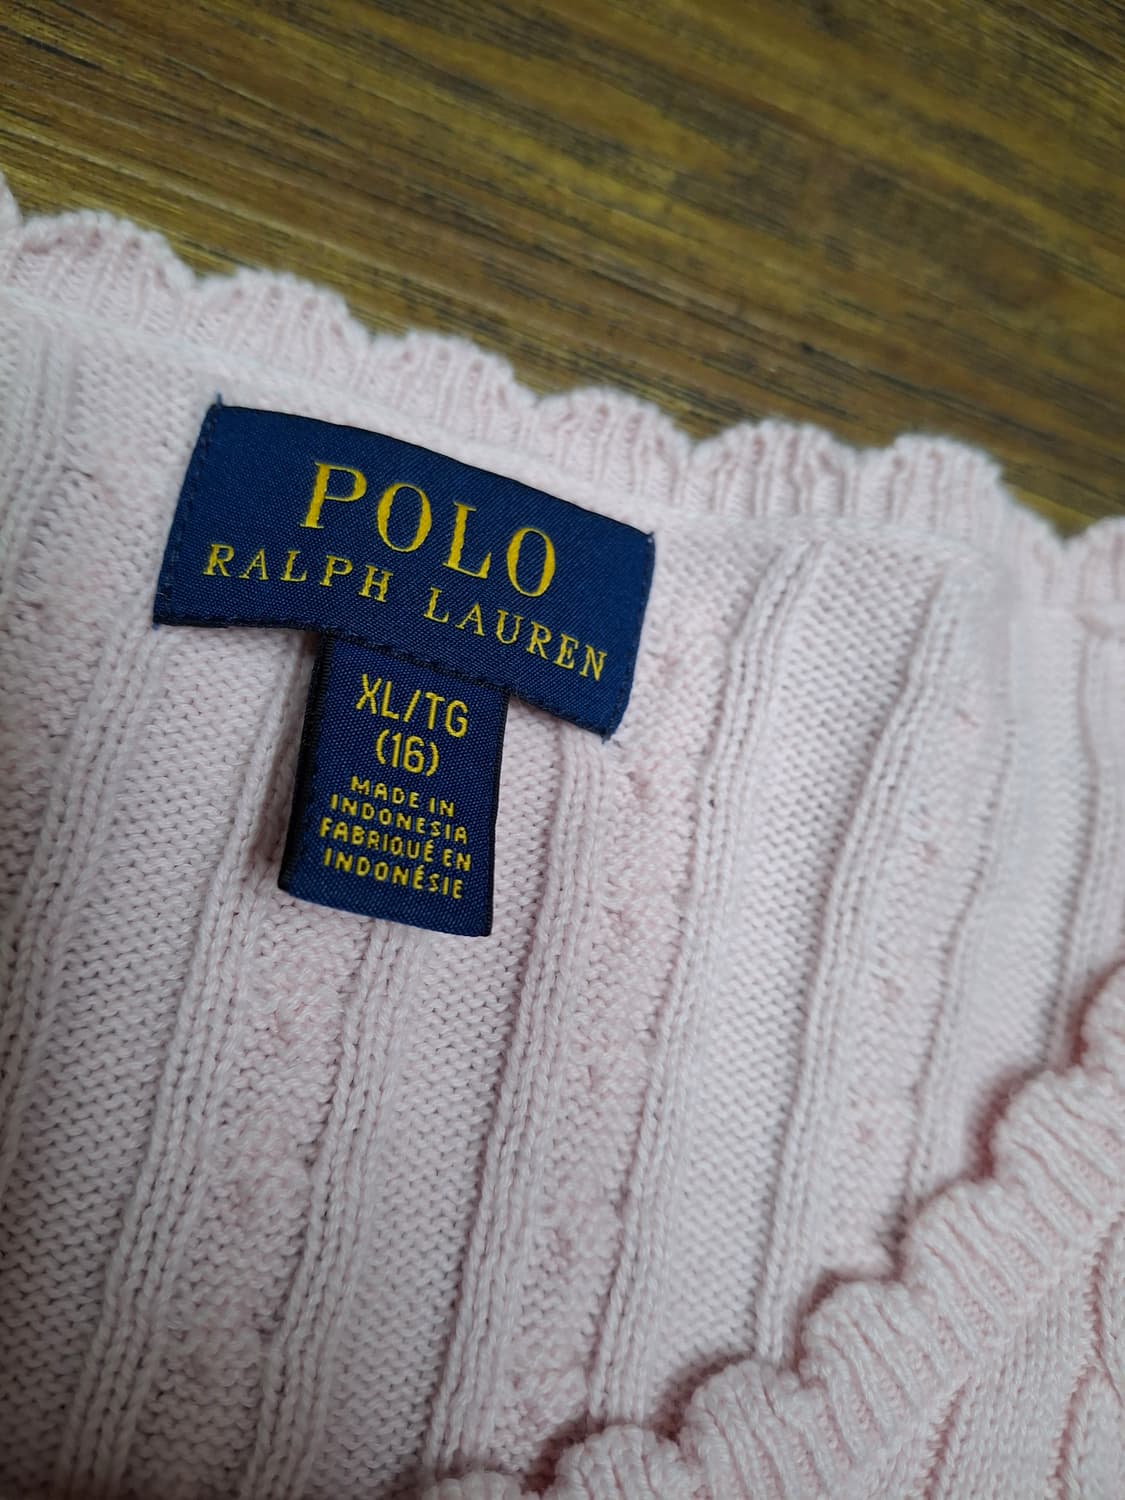 POLO
RALPH LAUREN
XL/TG
(16)
MADE IN
INDONESIA
FABRIQUÉ EN
INDONÉSIE